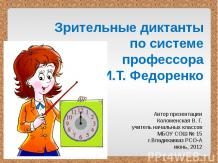 Зрительные диктанты
по системе
профессора
И.Т. Федоренко
Автор презентации
Коломенская В. Г.
учитель начальных классов
МБОУ СОШ № 15
г.Владикавказ РСО-А
июнь, 2012